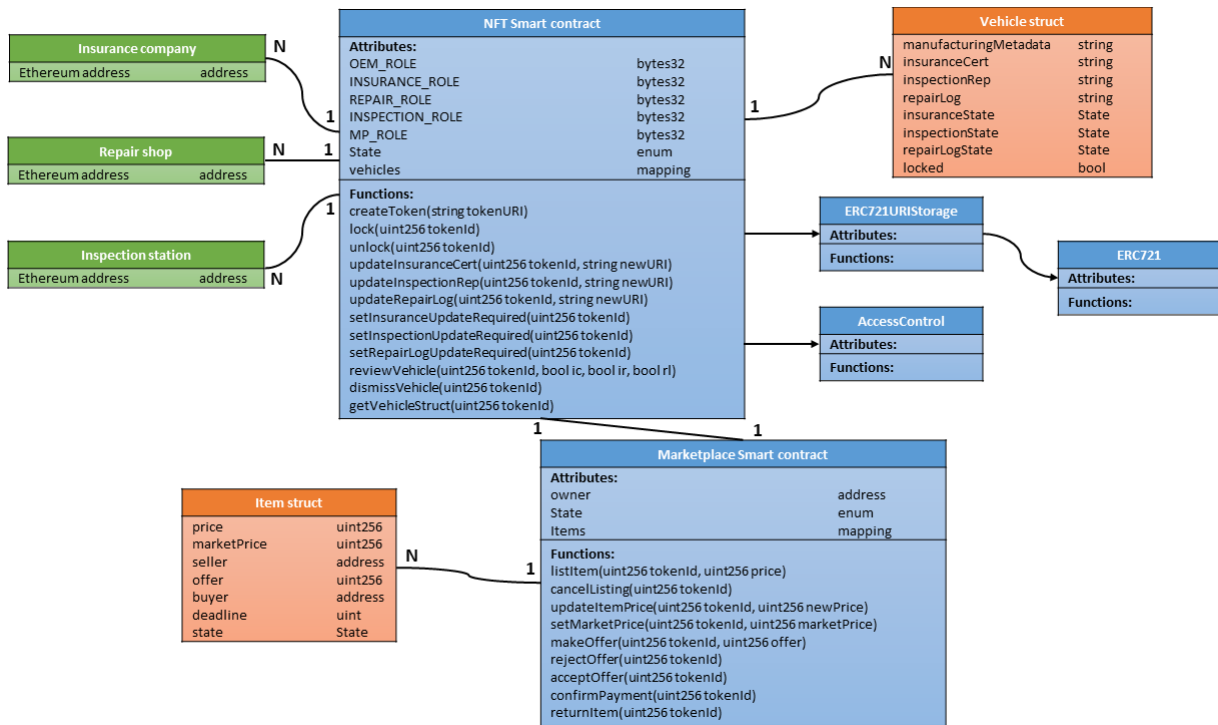 NFT Smart contract
Attributes:
OEM_ROLE bytes32
INSURANCE_ROLE bytes32
REPAIR_ROLE bytes32
INSPECTION_ROLE bytes32
MP_ROLE bytes32
State enum
vehicles mapping
Functions:
createToken(string tokenURI)
lock(uint256 tokenId)
unlock(uint256 tokenId)
updateInsuranceCert(uint256 tokenId, string newURI)
updateInspectionRep(uint256 tokenId, string newURI)
updateRepairLog(uint256 tokenId, string newURI)
setInsuranceUpdateRequired(uint256 tokenId)
setInspectionUpdateRequired(uint256 tokenId)
setRepairLogUpdateRequired(uint256 tokenId)
reviewVehicle(uint256 tokenId, bool ic, bool ir, bool rl)
dismissVehicle(uint256 tokenId)
getVehicleStruct(uint256 tokenId)
Insurance company
Ethereum address address
N
1
Repair shop
Ethereum address address
N
1
Inspection station
Ethereum address address
N
1
Vehicle struct
manufacturingMetadata string
insuranceCert string
inspectionRep string
repairLog string
insuranceState State
inspectionState State
repairLogState State
locked bool
N
1
ERC721URIStorage
Attributes:
Functions:
ERC721
Attributes:
Functions:
AccessControl
Attributes:
Functions:
1
1
Marketplace Smart contract
Attributes:
owner address
State enum
Items mapping
Functions:
listItem(uint256 tokenId, uint256 price)
cancelListing(uint256 tokenId)
updateItemPrice(uint256 tokenId, uint256 newPrice)
setMarketPrice(uint256 tokenId, uint256 marketPrice)
makeOffer(uint256 tokenId, uint256 offer)
rejectOffer(uint256 tokenId)
acceptOffer(uint256 tokenId)
confirmPayment(uint256 tokenId)
returnItem(uint256 tokenId)
Item struct
price uint256
marketPrice uint256
seller address
offer uint256
buyer address
deadline uint
state State
N
1